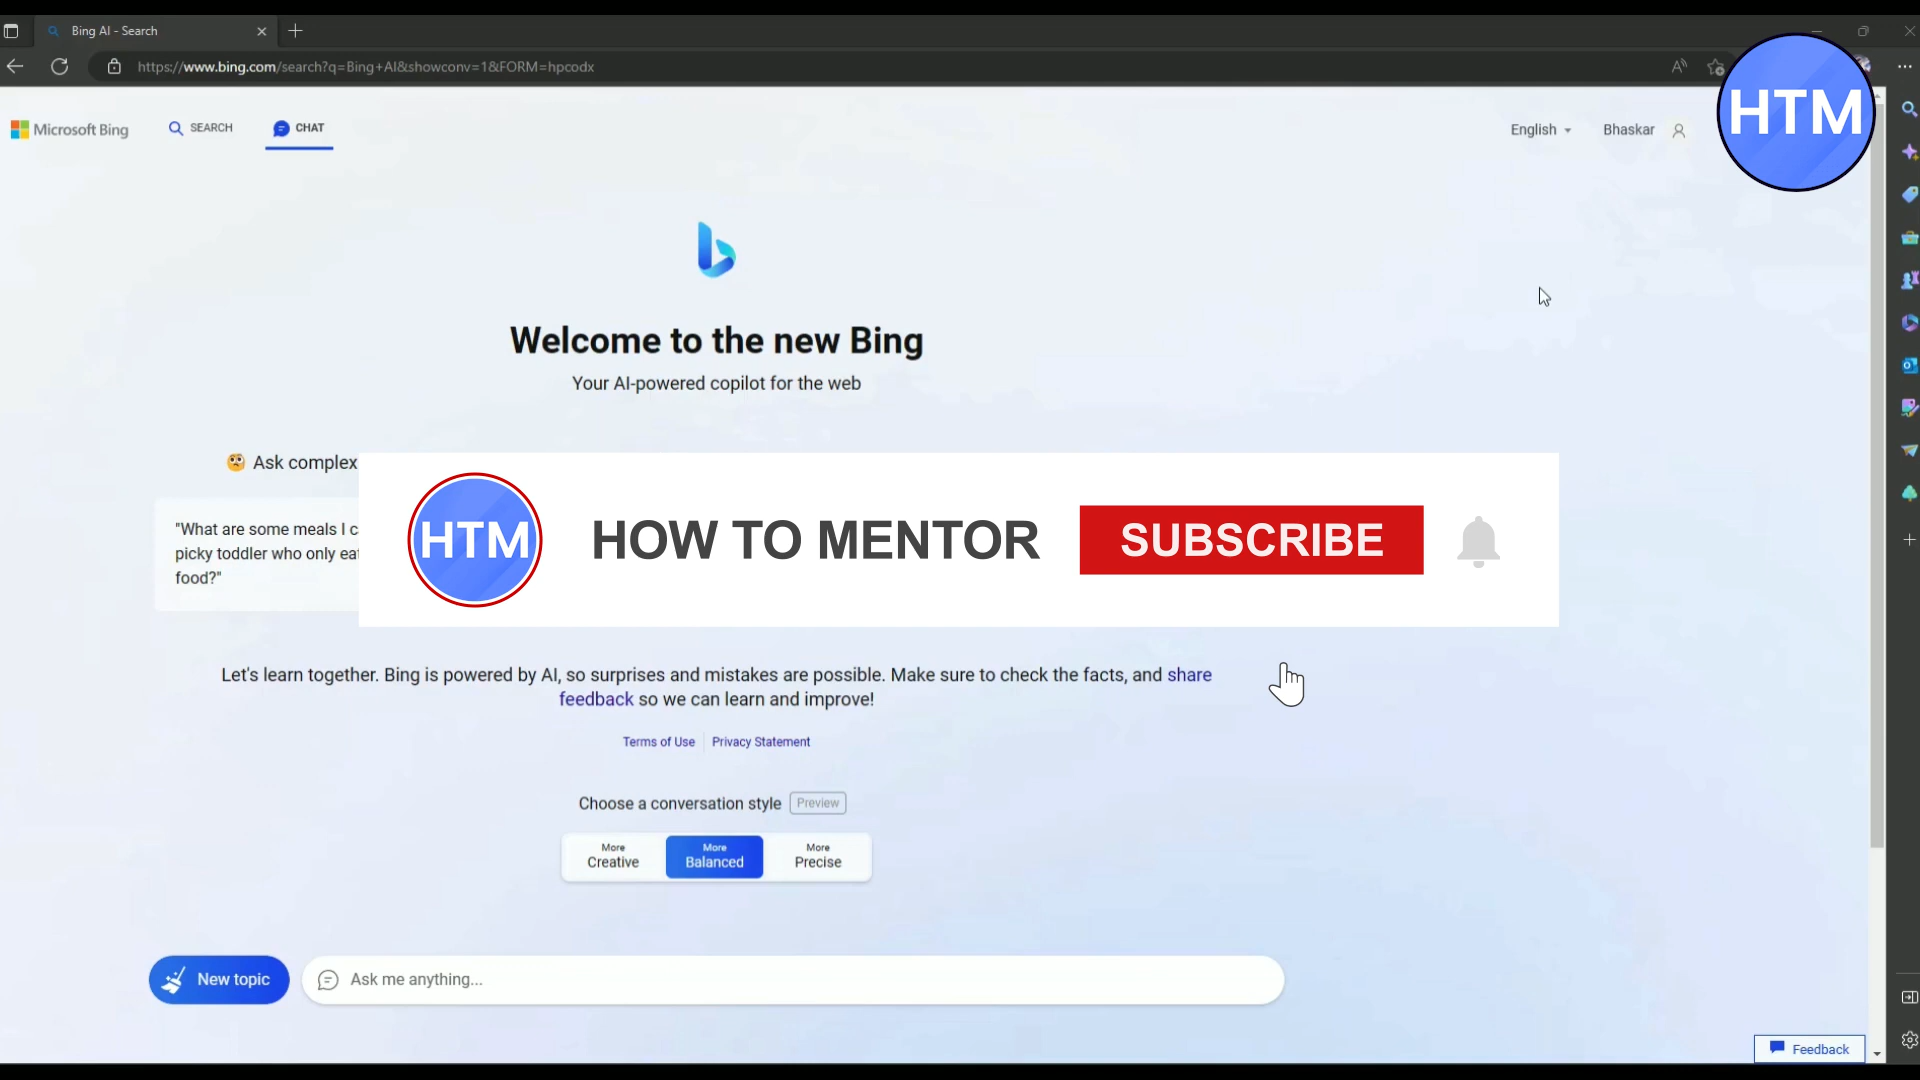 Bing AI - Search
https://www.bing.com/search?q=Bing+AI&showconv=1&FORM=hpcodx
HTM
Microsoft Bing
SEARCH
CHAT
English
Bhaskar
Welcome to the new Bing
Your AI-powered copilot for the web
Ask complex
"What are some meals I c
picky toddler who only eat
food?"
HTM
HOW TO MENTOR
SUBSCRIBE
Let's learn together. Bing is powered by AI, so surprises and mistakes are possible. Make sure to check the facts, and share
feedback so we can learn and improve!
Terms of Use
Privacy Statement
Choose a conversation style
Preview
More
Creative
More
Balanced
More
Precise
New topic
Ask me anything...
Feedback